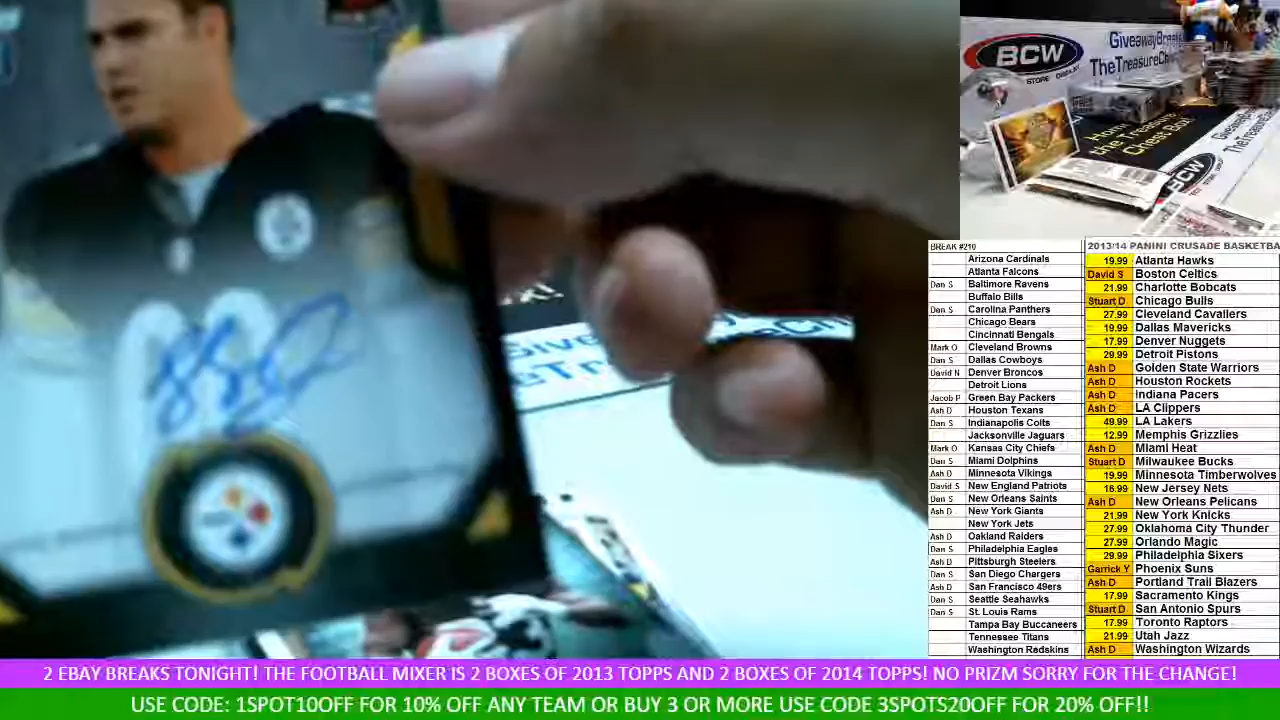 BCW
STORE DISPLAY
GiveawayBreak
TheTreasureCh
the Treasure
Chest Box
BCW
BREAK #210
Arizona Cardinals
Atlanta Falcons
Dan S Baltimore Ravens
Buffalo Bills
Dan S Carolina Panthers
Chicago Bears
Cincinnati Bengals
Mark O Cleveland Browns
Dan S Dallas Cowboys
David N Denver Broncos
Detroit Lions
Jacob P Green Bay Packers
Ash D Houston Texans
Dan S Indianapolis Colts
Jacksonville Jaguars
Mark O Kansas City Chiefs
Dan S Miami Dolphins
Ash D Minnesota Vikings
David S New England Patriots
Dan S New Orleans Saints
Ash D New York Giants
New York Jets
Ash D Oakland Raiders
Dan S Philadelphia Eagles
Ash D Pittsburgh Steelers
Dan S San Diego Chargers
Ash D San Francisco 49ers
Dan S Seattle Seahawks
Dan S St. Louis Rams
Tampa Bay Buccaneers
Tennessee Titans
Washington Redskins
2013/14 PANINI CRUSADE BASKETBA
19.99 Atlanta Hawks
David S Boston Celtics
21.99 Charlotte Bobcats
Stuart D Chicago Bulls
27.99 Cleveland Cavaliers
19.99 Dallas Mavericks
17.99 Denver Nuggets
29.99 Detroit Pistons
Ash D Golden State Warriors
Ash D Houston Rockets
Ash D Indiana Pacers
Ash D LA Clippers
49.99 LA Lakers
12.99 Memphis Grizzlies
Ash D Miami Heat
Stuart D Milwaukee Bucks
19.99 Minnesota Timberwolves
16.99 New Jersey Nets
Ash D New Orleans Pelicans
21.99 New York Knicks
27.99 Oklahoma City Thunder
27.99 Orlando Magic
29.99 Philadelphia Sixers
Garrick Y Phoenix Suns
Ash D Portland Trail Blazers
17.99 Sacramento Kings
Stuart D San Antonio Spurs
17.99 Toronto Raptors
21.99 Utah Jazz
Ash D Washington Wizards
2 EBAY BREAKS TONIGHT! THE FOOTBALL MIXER IS 2 BOXES OF 2013 TOPPS AND 2 BOXES OF 2014 TOPPS! NO PRIZM SORRY FOR THE CHANGE!
USE CODE: 1SPOT10OFF FOR 10% OFF ANY TEAM OR BUY 3 OR MORE USE CODE 3SPOTS20OFF FOR 20% OFF!!